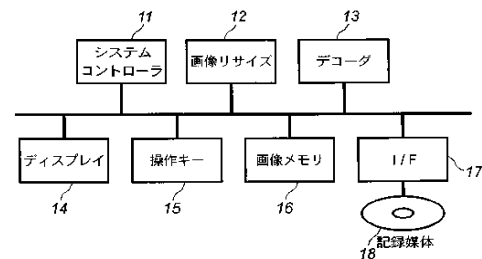 11
12
13
システム
コントローラ
画像リサイズ
デコーダ
ディスプレイ
操作キー
画像メモリ
I/F
14
15
16
17
18
記録媒体